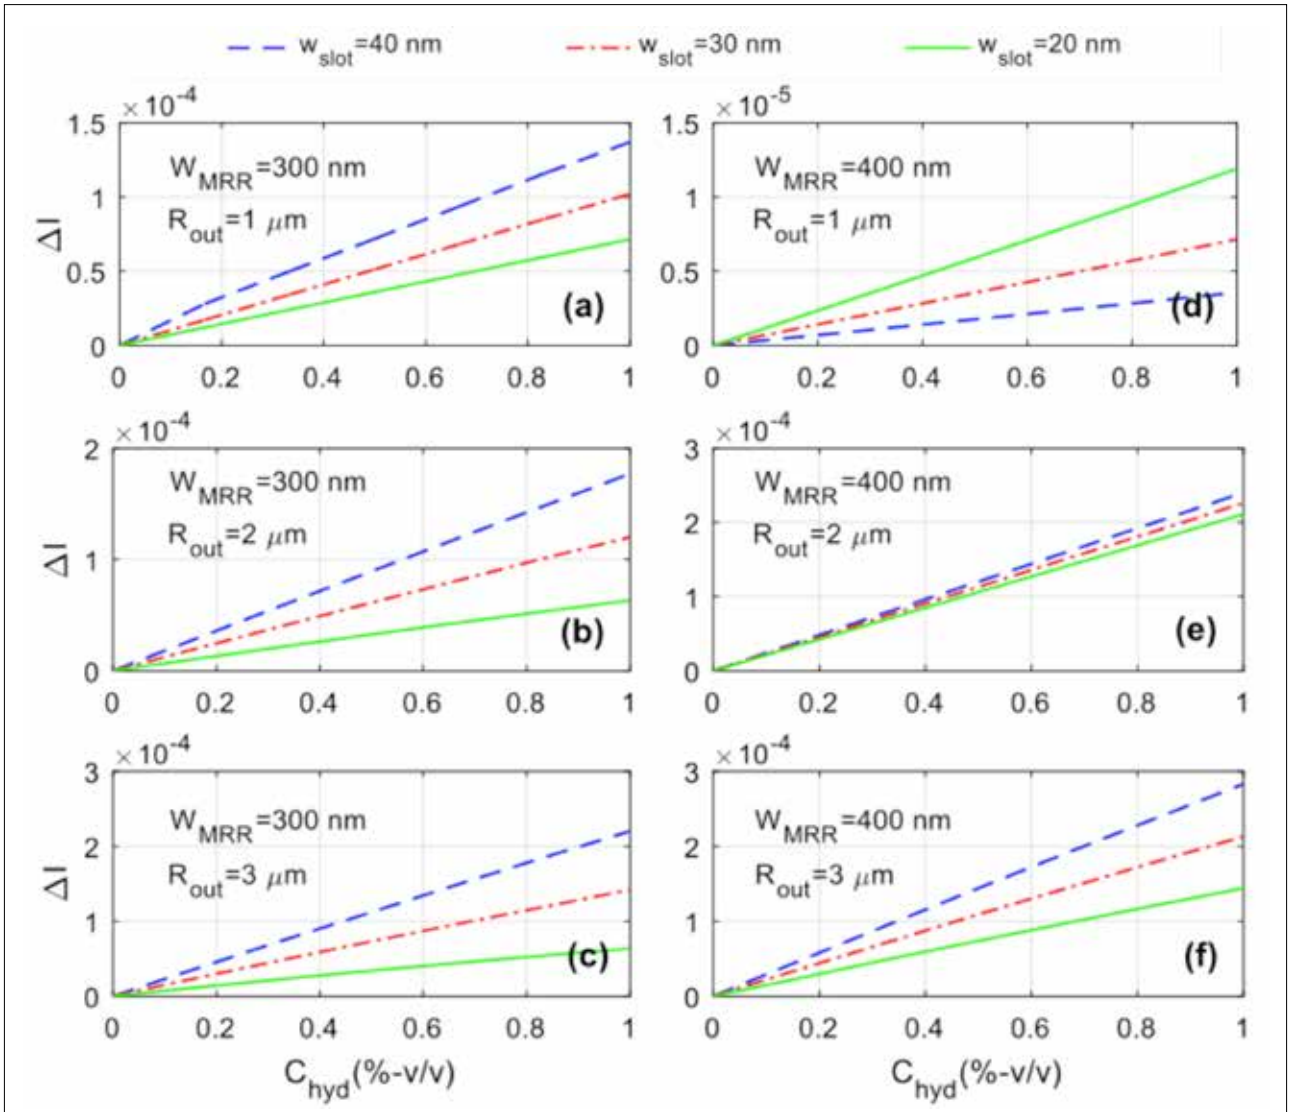 w_slot=40 nm w_slot=30 nm w_slot=20 nm
× 10^-4
1.5
1
0.5
0
ΔI
W_MRR=300 nm
R_out=1 μm
(a)
0 0.2 0.4 0.6 0.8 1
× 10^-5
1.5
1
0.5
0
W_MRR=400 nm
R_out=1 μm
(d)
0 0.2 0.4 0.6 0.8 1
× 10^-4
2
1
0
ΔI
W_MRR=300 nm
R_out=2 μm
(b)
0 0.2 0.4 0.6 0.8 1
× 10^-4
3
2
1
0
W_MRR=400 nm
R_out=2 μm
(e)
0 0.2 0.4 0.6 0.8 1
× 10^-4
3
2
1
0
ΔI
W_MRR=300 nm
R_out=3 μm
(c)
0 0.2 0.4 0.6 0.8 1
C_hyd(%-v/v)
× 10^-4
3
2
1
0
W_MRR=400 nm
R_out=3 μm
(f)
0 0.2 0.4 0.6 0.8 1
C_hyd(%-v/v)